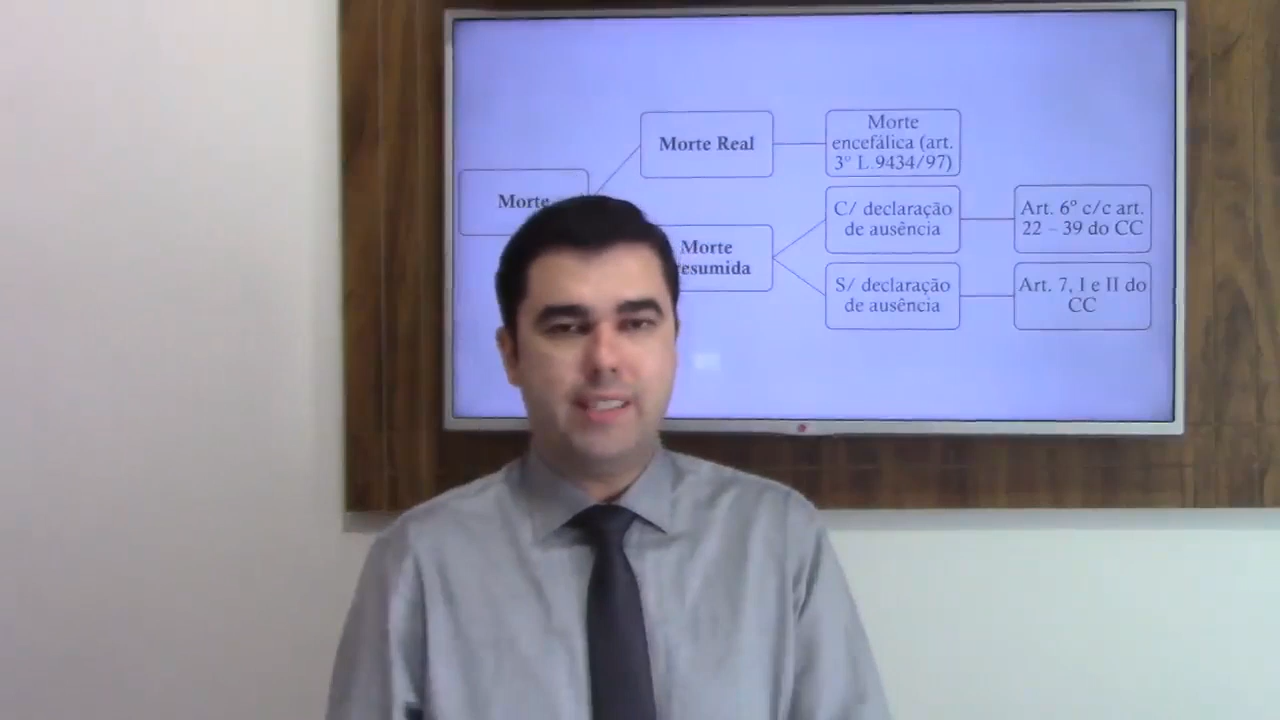 Morte
Morte Real
Morte
encefálica (art.
3º L.9434/97)
Morte
resumida
C/ declaração
de ausência
Art. 6º c/c art.
22 – 39 do CC
S/ declaração
de ausência
Art. 7, I e II do
CC